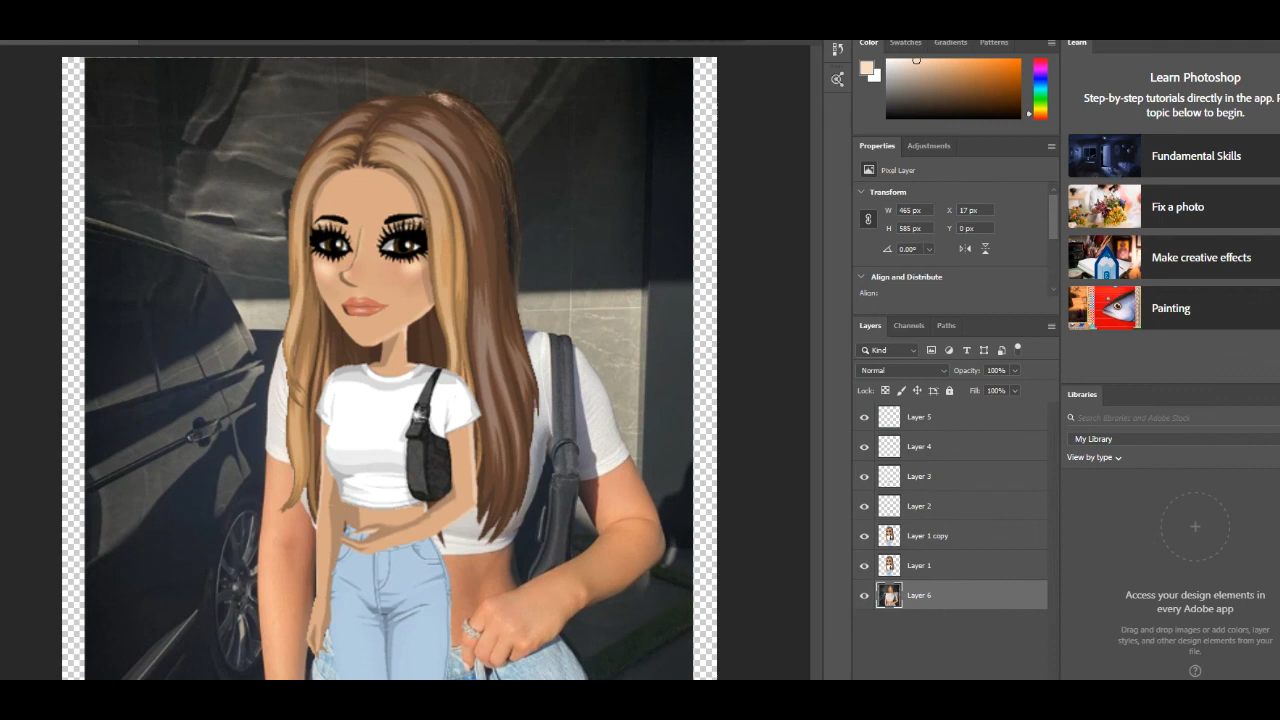 Color Swatches Gradients Patterns
Properties Adjustments
Pixel Layer
Transform
W 465 px X 17 px
H 585 px Y 0 px
0.00°
Align and Distribute
Align:
Layers Channels Paths
Kind
Normal Opacity: 100%
Lock: Fill: 100%
Layer 5
Layer 4
Layer 3
Layer 2
Layer 1 copy
Layer 1
Layer 6
Learn
Learn Photoshop
Step-by-step tutorials directly in the app. P
topic below to begin.
Fundamental Skills
Fix a photo
Make creative effects
Painting
Libraries
Search libraries and Adobe Stock
My Library
View by type
Access your design elements in
every Adobe app
Drag and drop images or add colors, layer
styles, and other design elements from your
file.